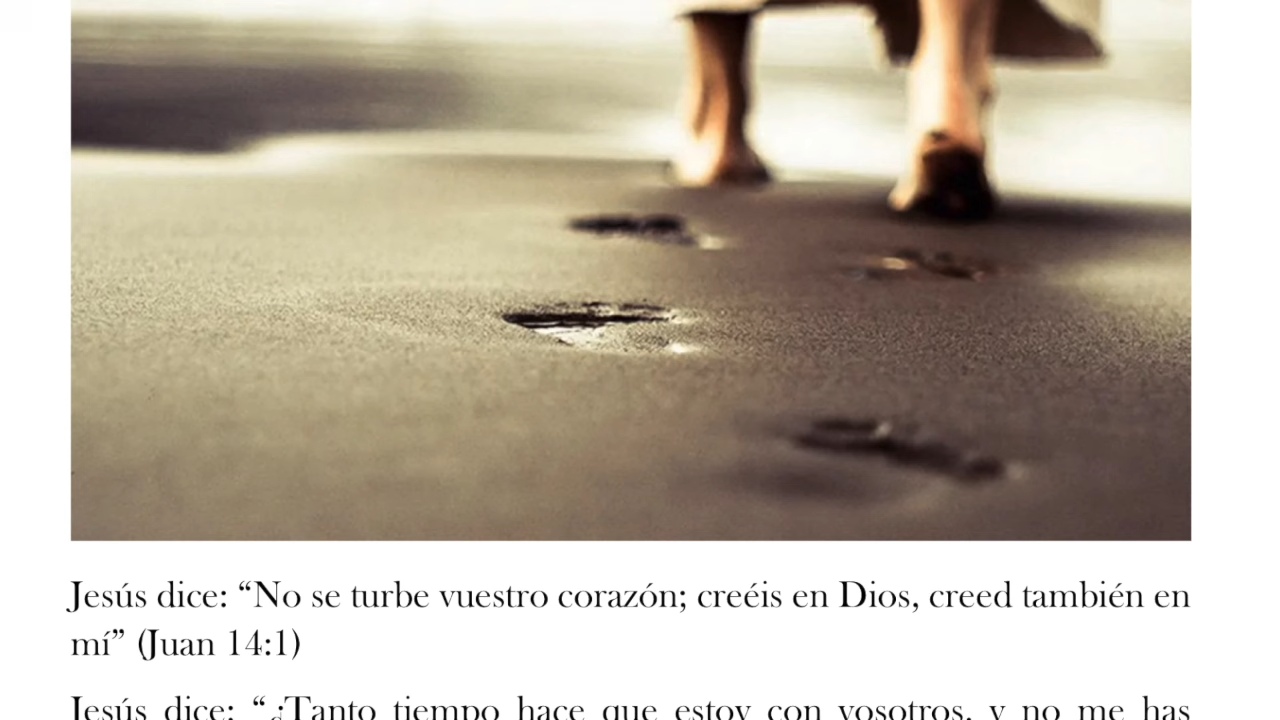 Jesús dice: “No se turbe vuestro corazón; creéis en Dios, creed también en
mí” (Juan 14:1)
Jesús dice: “¿Tanto tiempo hace que estoy con vosotros, y no me has